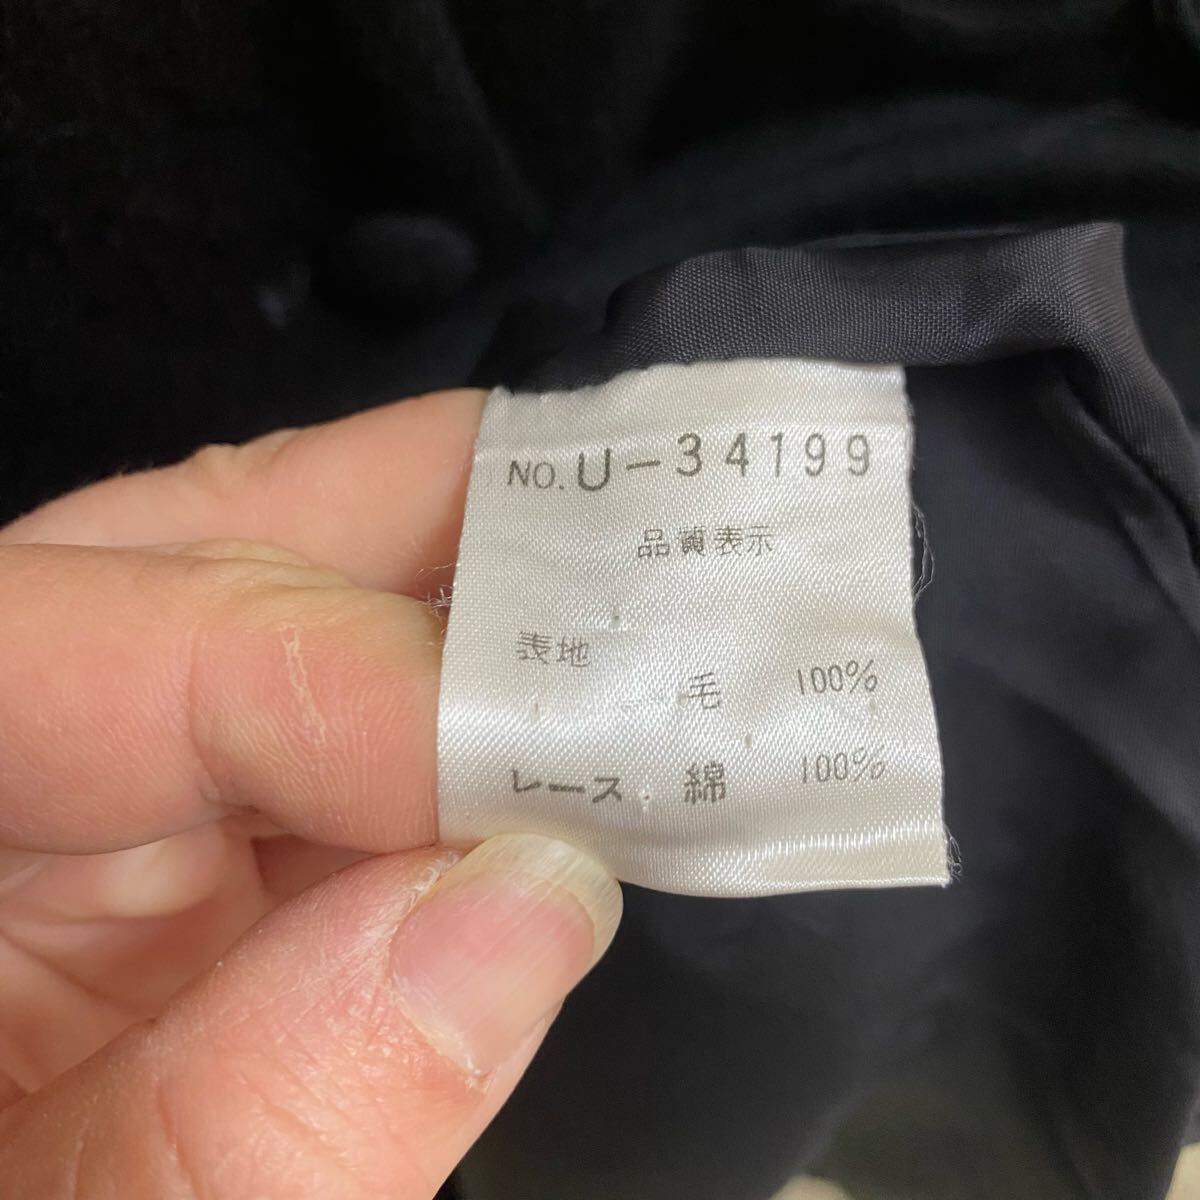 NO. U-34199
品質表示
表地
毛 100%
レース 綿 100%